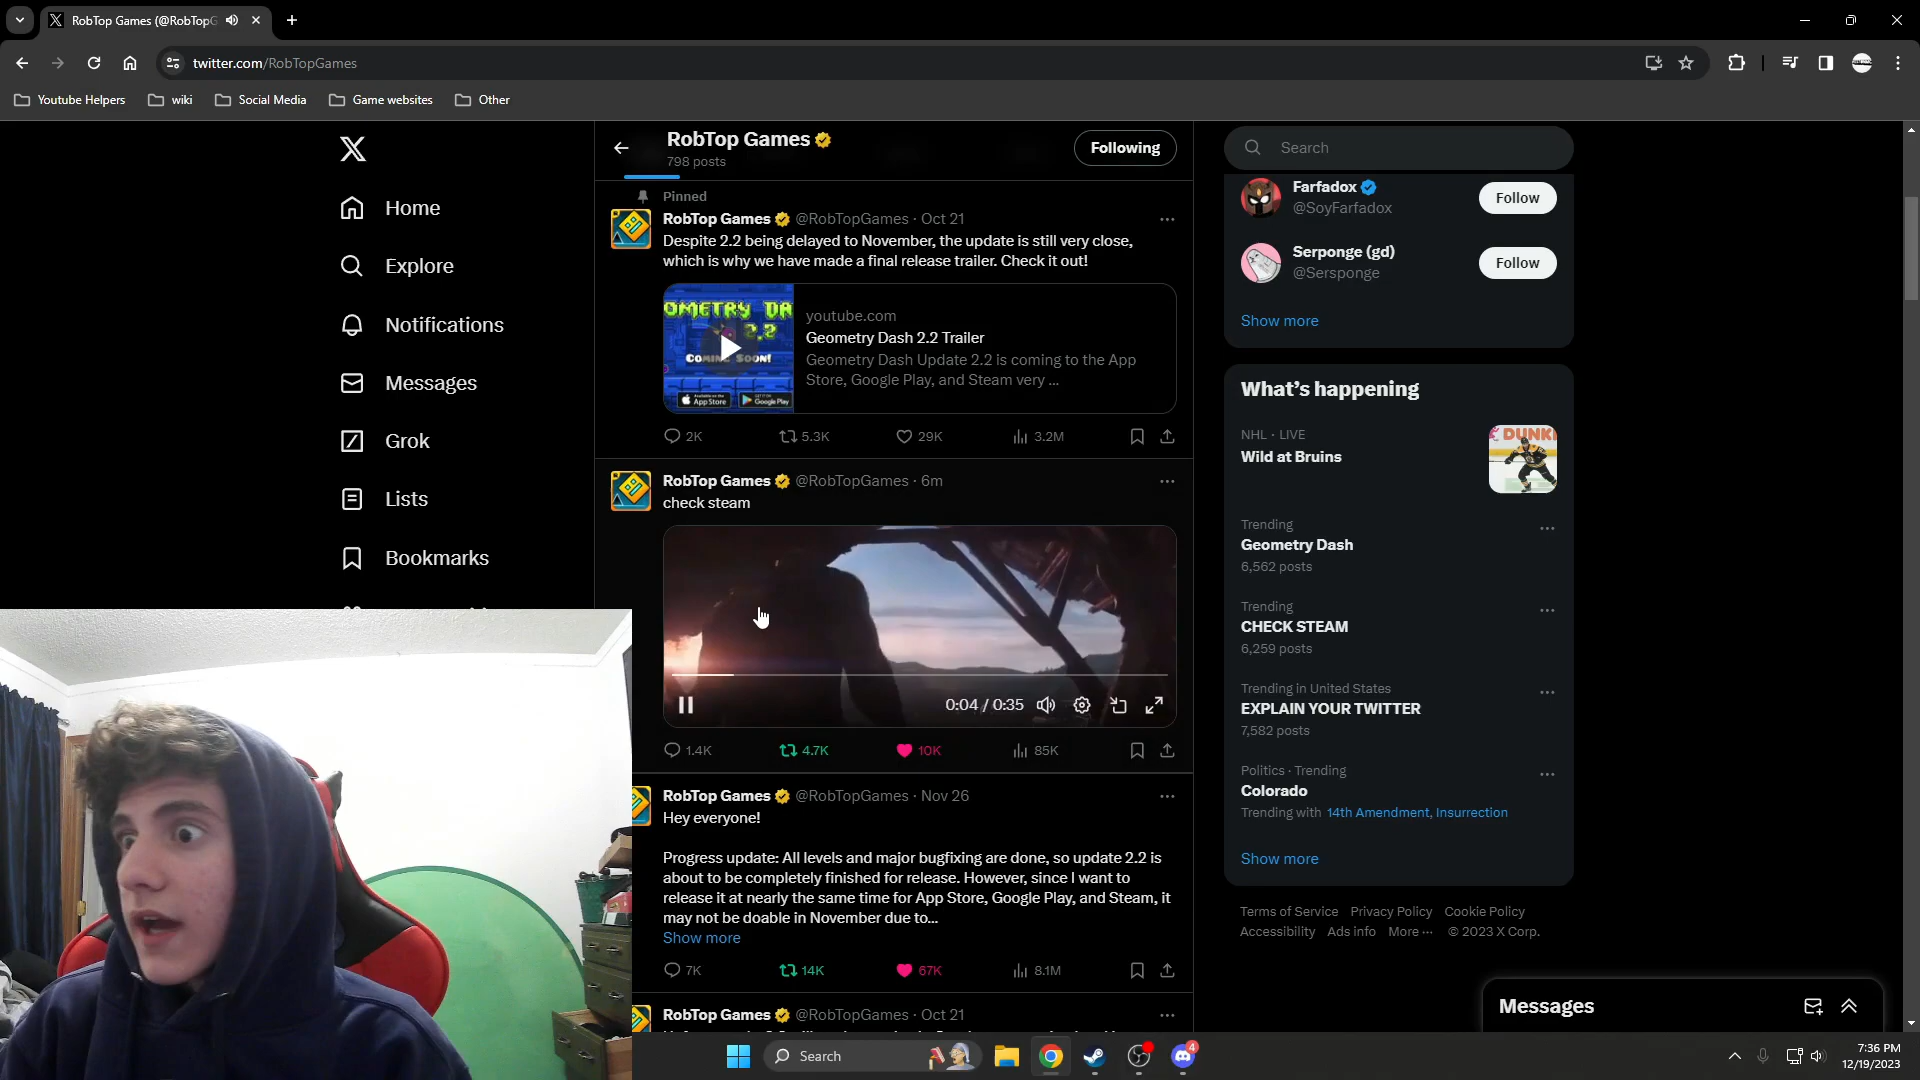 RobTop Games (@RobTopG
twitter.com/RobTopGames
Youtube Helpers
wiki
Social Media
Game websites
Other
Home
Explore
Notifications
Messages
Grok
Lists
Bookmarks
RobTop Games
798 posts
Following
Pinned
RobTop Games @RobTopGames · Oct 21
Despite 2.2 being delayed to November, the update is still very close,
which is why we have made a final release trailer. Check it out!
OMETRY DA
2.2
COMING SOON!
App Store
Google Play
youtube.com
Geometry Dash 2.2 Trailer
Geometry Dash Update 2.2 is coming to the App
Store, Google Play, and Steam very ...
2K
5.3K
29K
3.2M
RobTop Games @RobTopGames · 6m
check steam
0:04 / 0:35
1.4K
4.7K
10K
85K
RobTop Games @RobTopGames · Nov 26
Hey everyone!
Progress update: All levels and major bugfixing are done, so update 2.2 is
about to be completely finished for release. However, since I want to
release it at nearly the same time for App Store, Google Play, and Steam, it
may not be doable in November due to...
Show more
7K
14K
67K
8.1M
RobTop Games @RobTopGames · Oct 21
Search
Farfadox
@SoyFarfadox
Follow
Serponge (gd)
@Sersponge
Follow
Show more
What's happening
NHL · LIVE
Wild at Bruins
DUNKI
Trending
Geometry Dash
6,562 posts
Trending
CHECK STEAM
6,259 posts
Trending in United States
EXPLAIN YOUR TWITTER
7,582 posts
Politics · Trending
Colorado
Trending with 14th Amendment, Insurrection
Show more
Terms of Service Privacy Policy Cookie Policy
Accessibility Ads info More ··· © 2023 X Corp.
Messages
Search
4
7:36 PM
12/19/2023